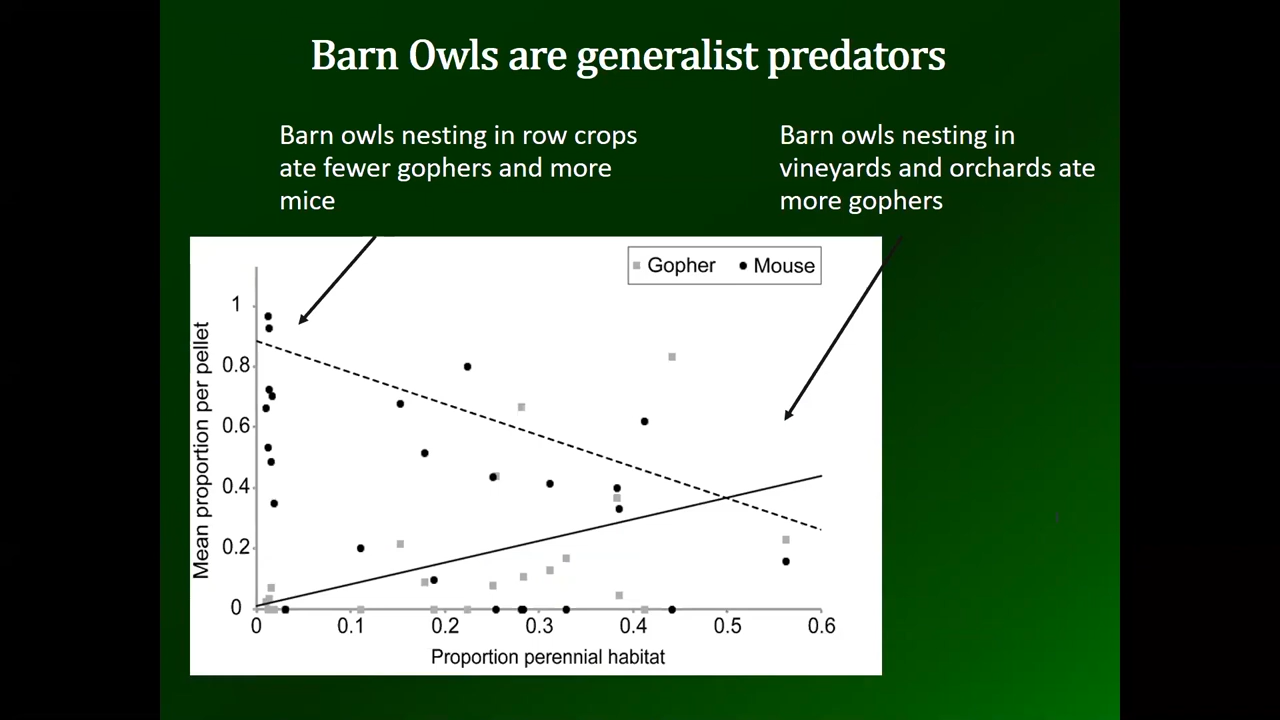 Barn Owls are generalist predators
Barn owls nesting in row crops
ate fewer gophers and more
mice
Barn owls nesting in
vineyards and orchards ate
more gophers
Gopher Mouse
Mean proportion per pellet
1
0.8
0.6
0.4
0.2
0
0 0.1 0.2 0.3 0.4 0.5 0.6
Proportion perennial habitat